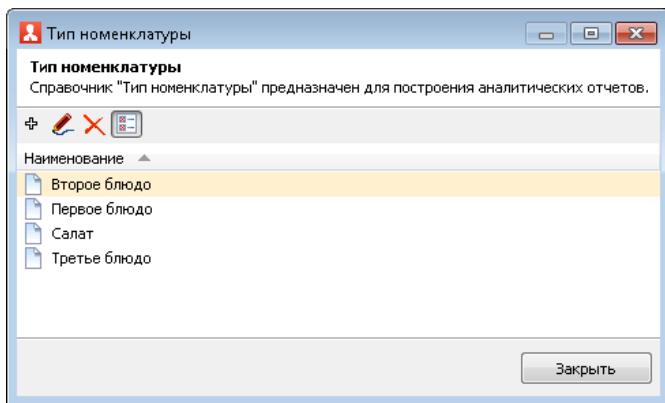 Тип номенклатуры
Тип номенклатуры
Справочник "Тип номенклатуры" предназначен для построения аналитических отчетов.
Наименование
Второе блюдо
Первое блюдо
Салат
Третье блюдо
Закрыть